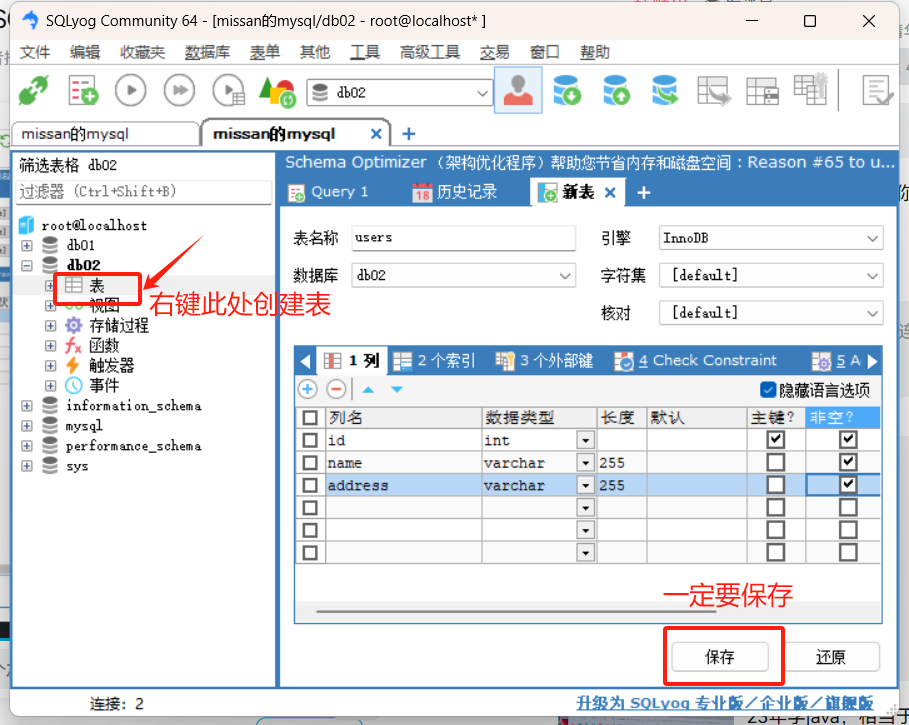 SQLyog Community 64 - [missan的mysql/db02 - root@localhost* ]
文件 编辑 收藏夹 数据库 表单 其他 工具 高级工具 交易 窗口 帮助
db02
missan的mysql missan的mysql
筛选表格 db02
过滤器 (Ctrl+Shift+B)
root@localhost
db01
db02
表
视图
存储过程
函数
触发器
事件
information_schema
mysql
performance_schema
sys
右键此处创建表
Schema Optimizer （架构优化程序）帮助您节省内存和磁盘空间：Reason #65 to u...
Query 1 18 历史记录 新表
表名称 users 引擎 InnoDB
数据库 db02 字符集 [default]
核对 [default]
1 列 2 个索引 3 个外部键 4 Check Constraint 5 A
隐藏语言选项
列名 数据类型 长度 默认 主键? 非空?
id int
name varchar 255
address varchar 255
一定要保存
保存 还原
连接: 2 升级为 SQLyog 专业版/企业版/旗舰版